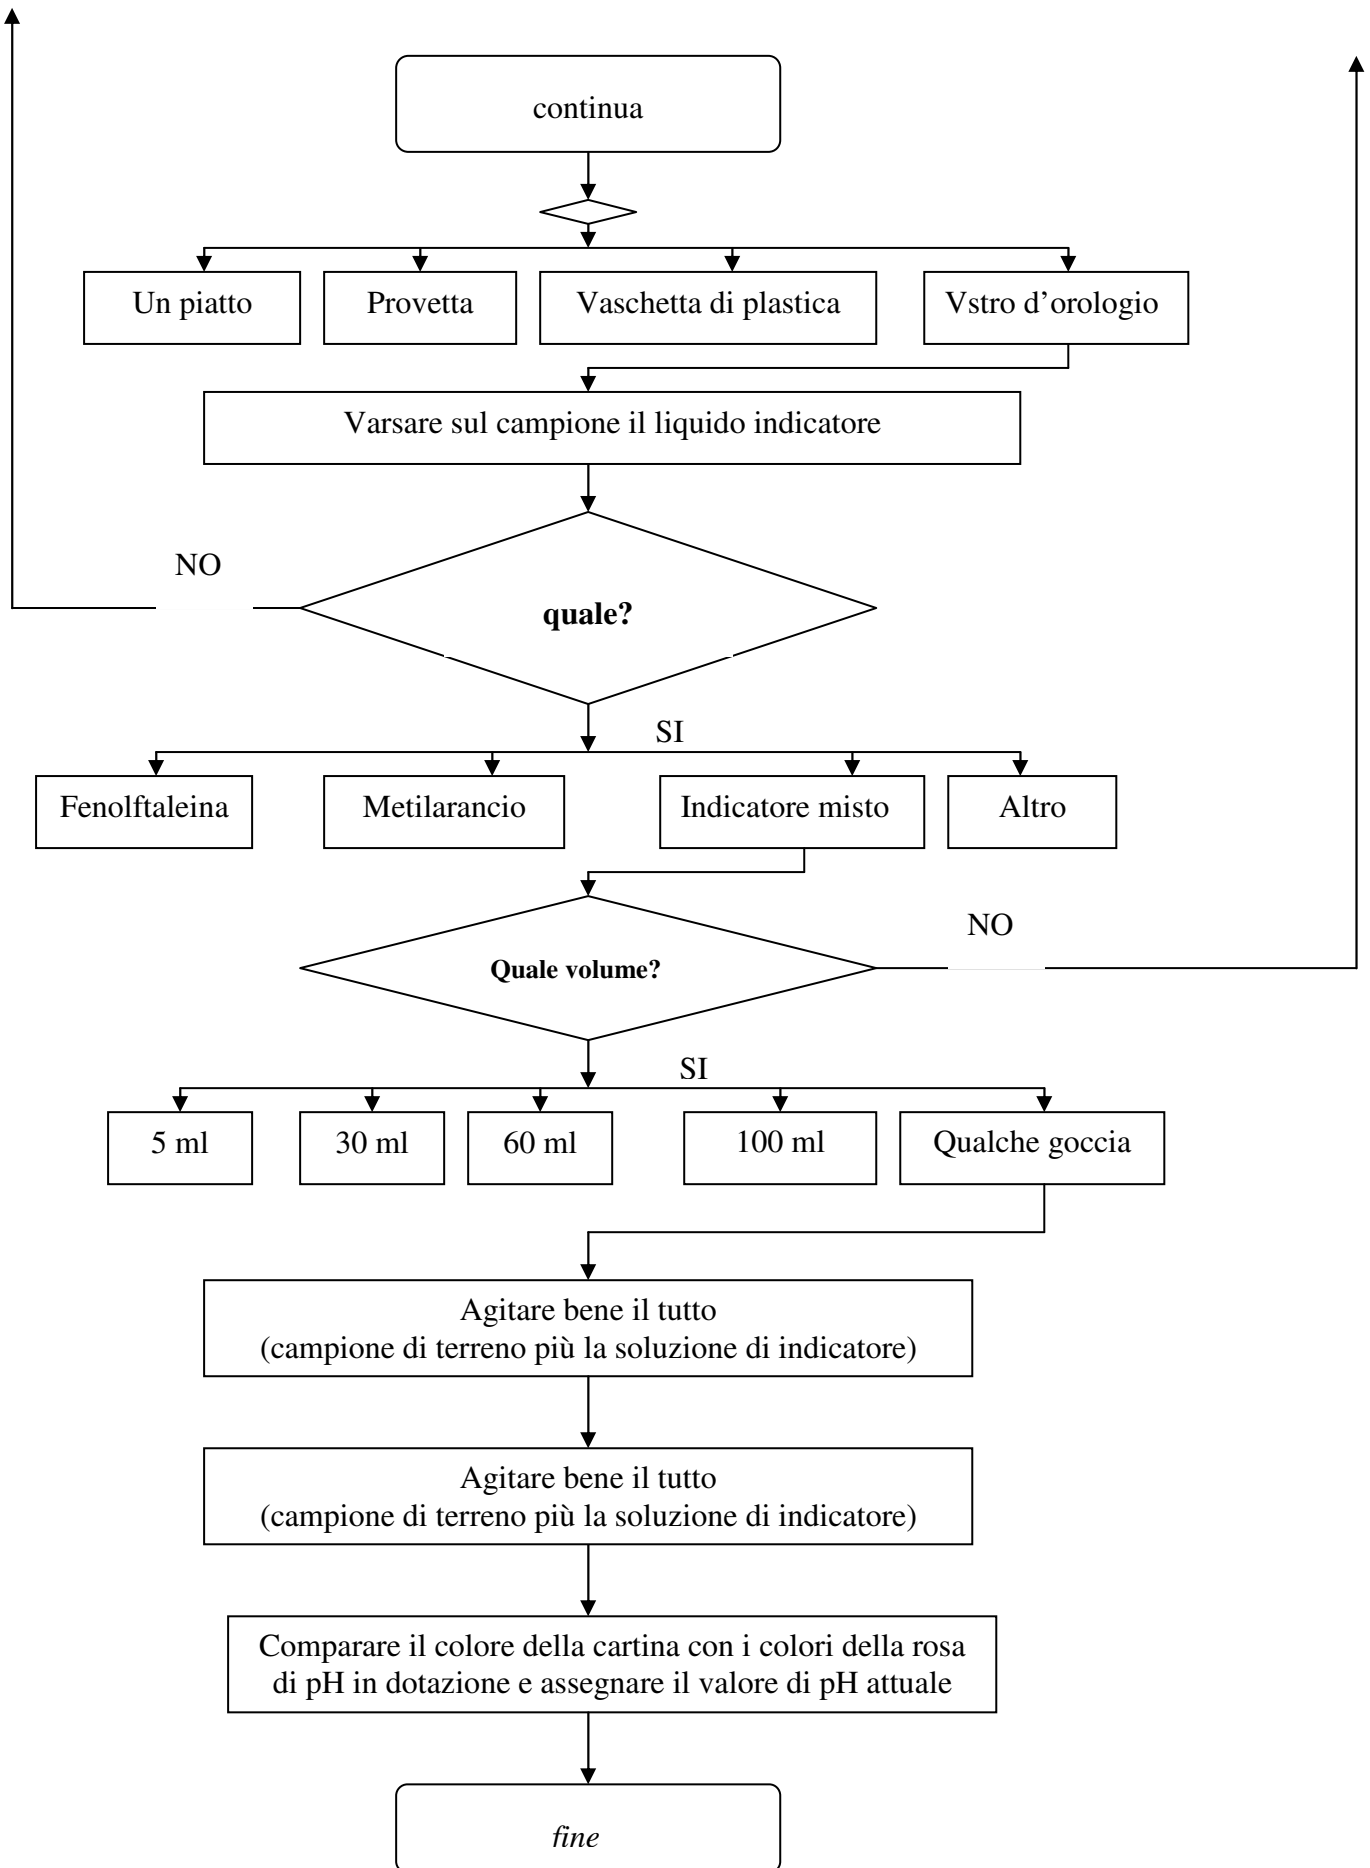 continua
Un piatto
Provetta
Vaschetta di plastica
Vstro d'orologio
Varsare sul campione il liquido indicatore
NO
quale?
SI
Fenolftaleina
Metilarancio
Indicatore misto
Altro
NO
Quale volume?
SI
5 ml
30 ml
60 ml
100 ml
Qualche goccia
Agitare bene il tutto
(campione di terreno più la soluzione di indicatore)
Agitare bene il tutto
(campione di terreno più la soluzione di indicatore)
Comparare il colore della cartina con i colori della rosa
di pH in dotazione e assegnare il valore di pH attuale
fine